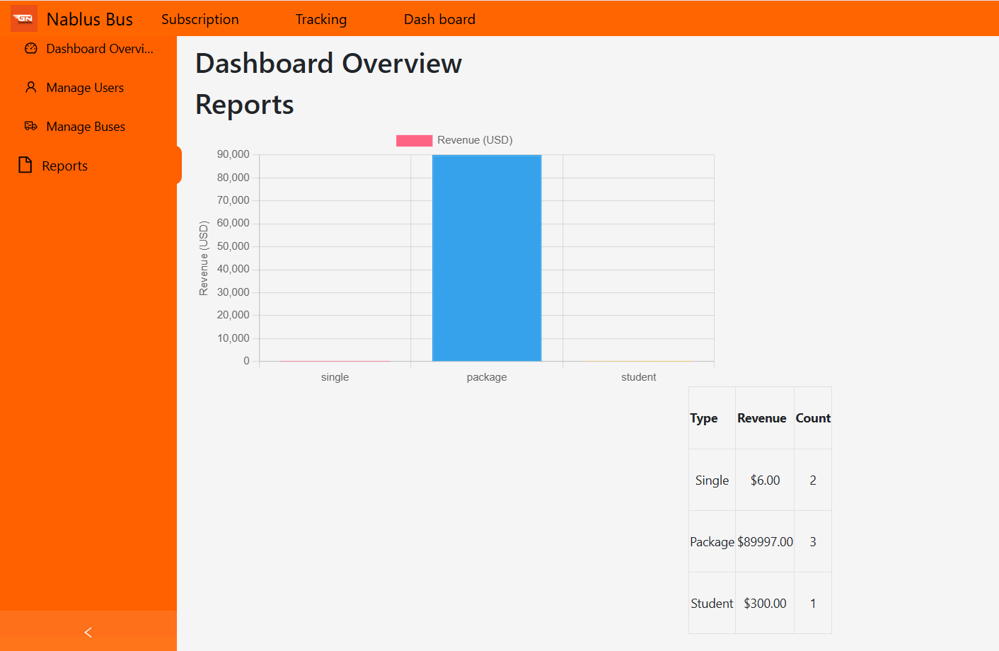 GN
Nablus Bus
Subscription
Tracking
Dash board
Dashboard Overvi...
Manage Users
Manage Buses
Reports
Dashboard Overview
Reports
Revenue (USD)
90,000
80,000
70,000
60,000
50,000
40,000
30,000
20,000
10,000
0
Revenue (USD)
single
package
student
Type Revenue Count
Single $6.00 2
Package $89997.00 3
Student $300.00 1